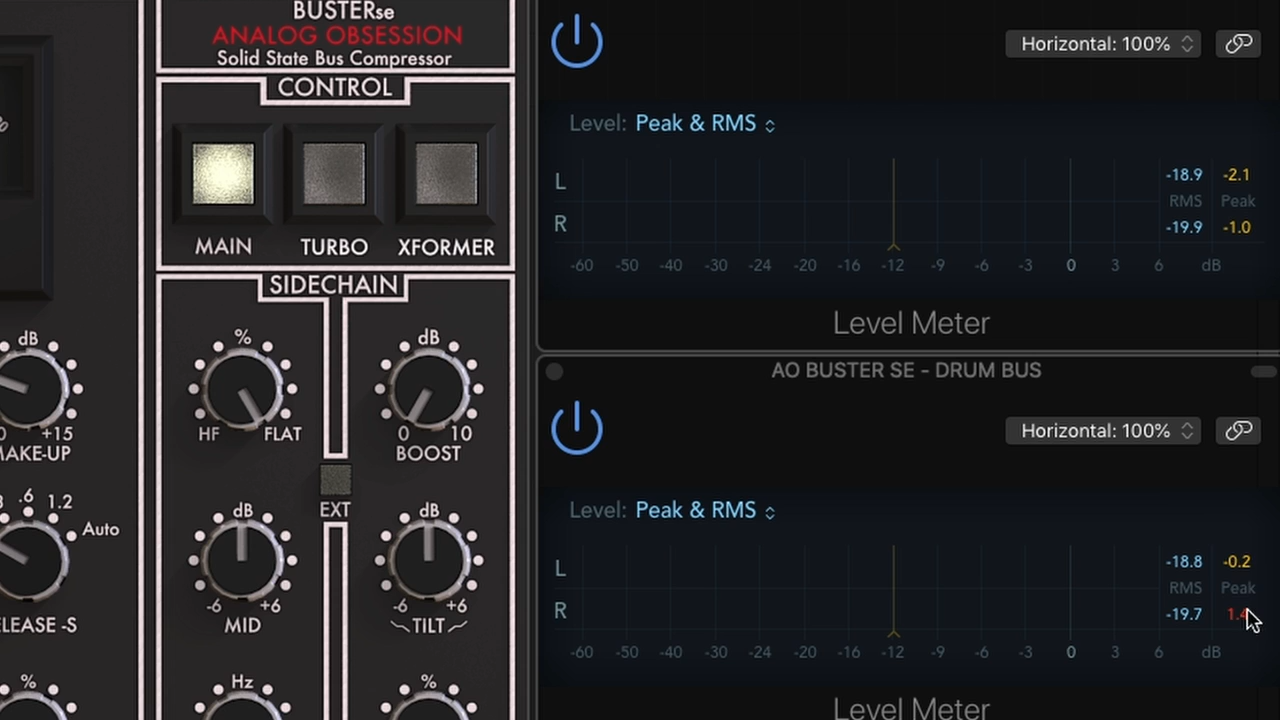 BUSTERse
ANALOG OBSESSION
Solid State Bus Compressor
CONTROL
MAIN TURBO XFORMER
SIDECHAIN
% dB
HF FLAT 0 10
BOOST
EXT
dB dB
-6 +6 -6 +6
MID TILT
Hz %
dB
+15
.6 1.2
Auto
-S
%
Horizontal: 100%
Level: Peak & RMS
L -18.9 -2.1
RMS Peak
R -19.9 -1.0
-60 -50 -40 -30 -24 -20 -16 -12 -9 -6 -3 0 3 6 dB
Level Meter
AO BUSTER SE - DRUM BUS
Horizontal: 100%
Level: Peak & RMS
L -18.8 -0.2
RMS Peak
R -19.7
-60 -50 -40 -30 -24 -20 -16 -12 -9 -6 -3 0 3 6 dB
Level Meter